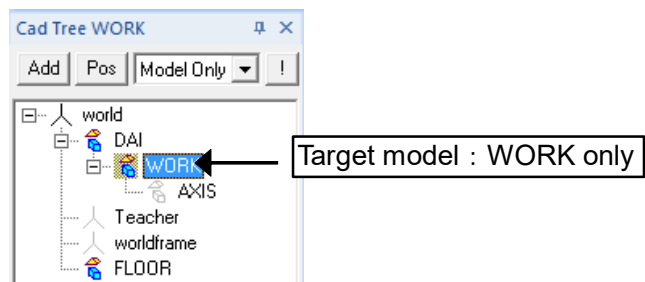 Cad Tree WORK
Add Pos Model Only !
world
DAI
WORK
Target model：WORK only
AXIS
Teacher
worldframe
FLOOR